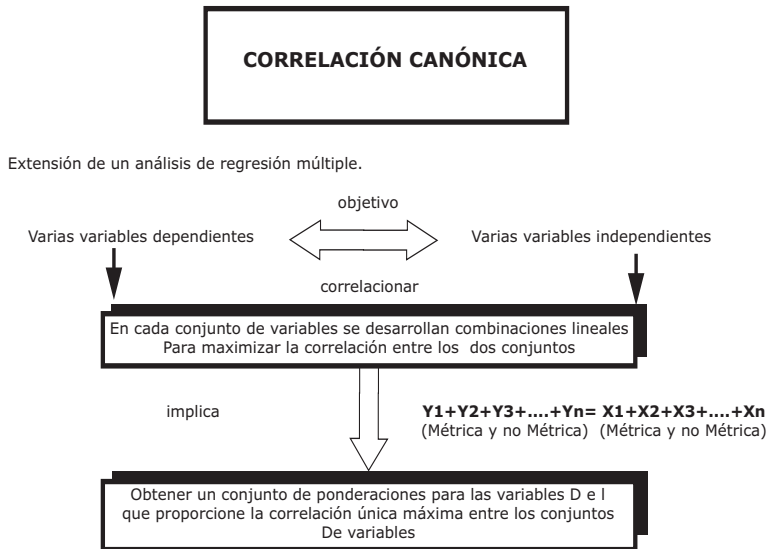 CORRELACIÓN CANÓNICA
Extensión de un análisis de regresión múltiple.
objetivo
Varias variables dependientes
Varias variables independientes
correlacionar
En cada conjunto de variables se desarrollan combinaciones lineales
Para maximizar la correlación entre los dos conjuntos
implica
Y1+Y2+Y3+....+Yn= X1+X2+X3+....+Xn
(Métrica y no Métrica) (Métrica y no Métrica)
Obtener un conjunto de ponderaciones para las variables D e l
que proporcione la correlación única máxima entre los conjuntos
De variables